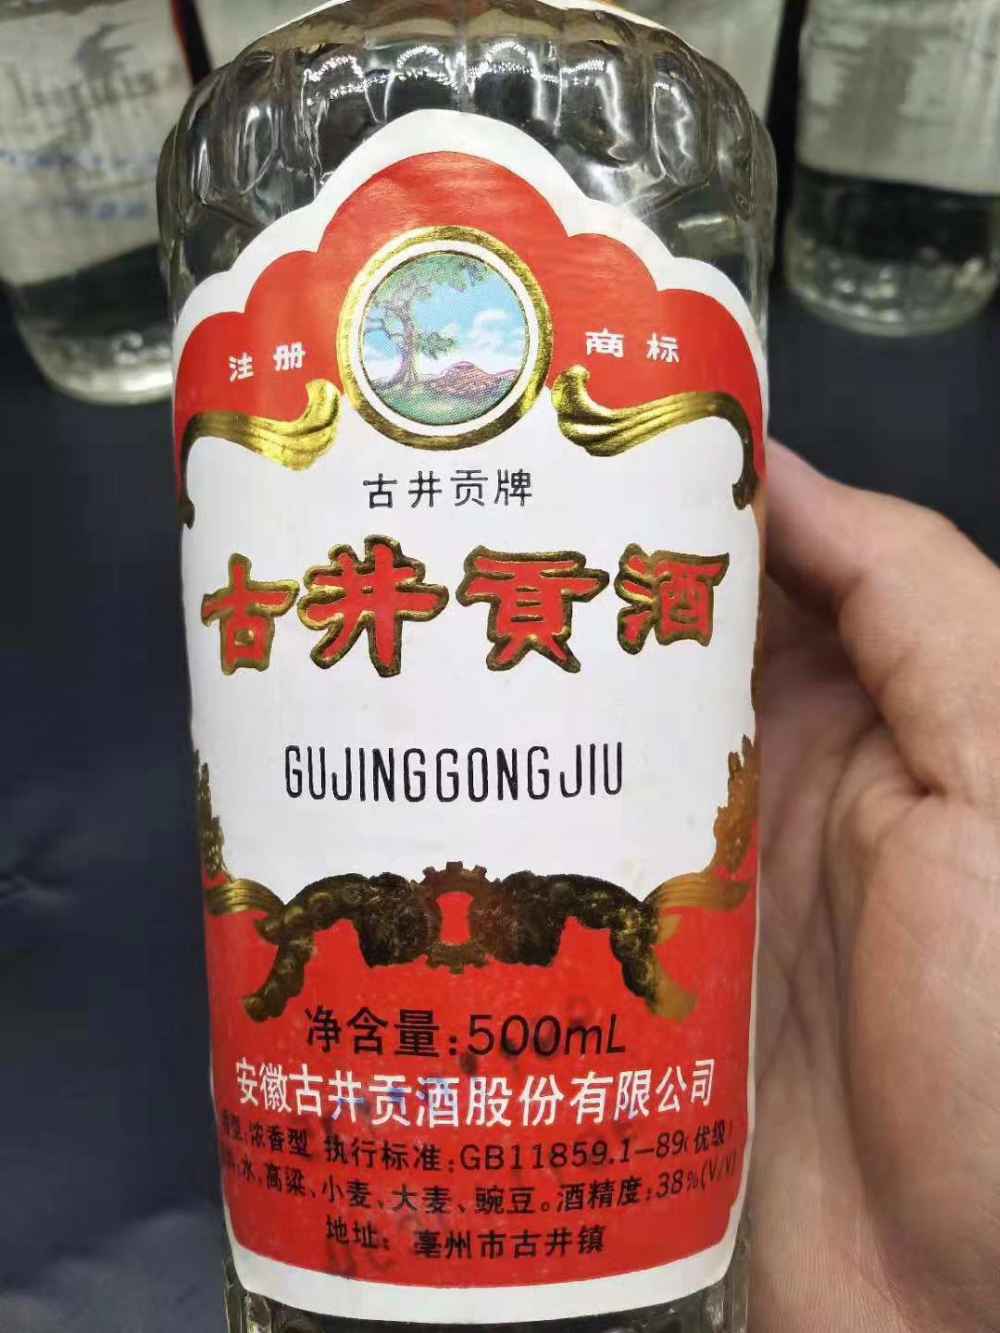 注册 商标
古井贡牌
古井贡酒
GUJINGGONGJIU
净含量:500mL
安徽古井贡酒股份有限公司
型:浓香型 执行标准:GB11859.1-89(优级)
水、高粱、小麦、大麦、豌豆。酒精度:38%(V/V)
地址: 亳州市古井镇